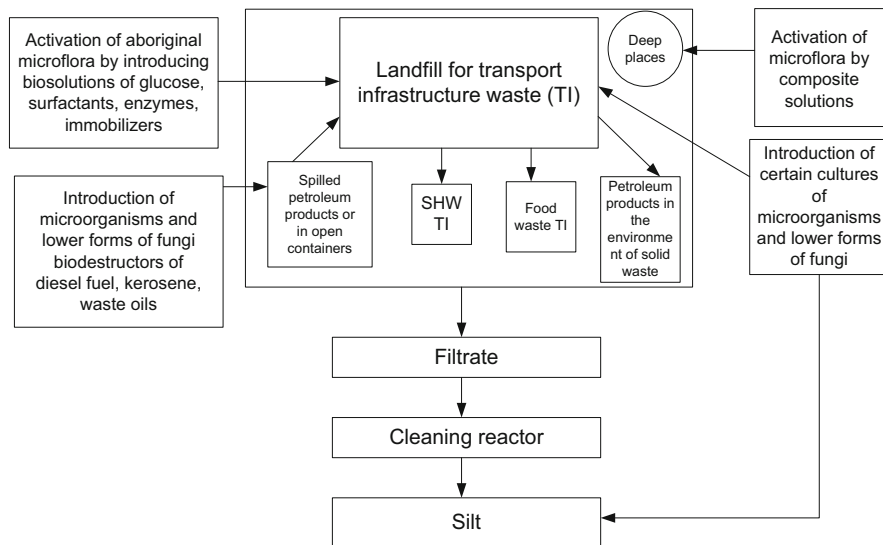 Activation of aboriginal
microflora by introducing
biosolutions of glucose,
surfactants, enzymes,
immobilizers
Landfill for transport
infrastructure waste (TI)
Deep
places
Activation of
microflora by
composite
solutions
Introduction of
microorganisms and
lower forms of fungi
biodestructors of
diesel fuel, kerosene,
waste oils
Spilled
petroleum
products or
in open
containers
SHW
TI
Food
waste TI
Petroleum
products in
the
environme
nt of solid
waste
Introduction of
certain cultures
of
microorganisms
and lower forms
of fungi
Filtrate
Cleaning reactor
Silt